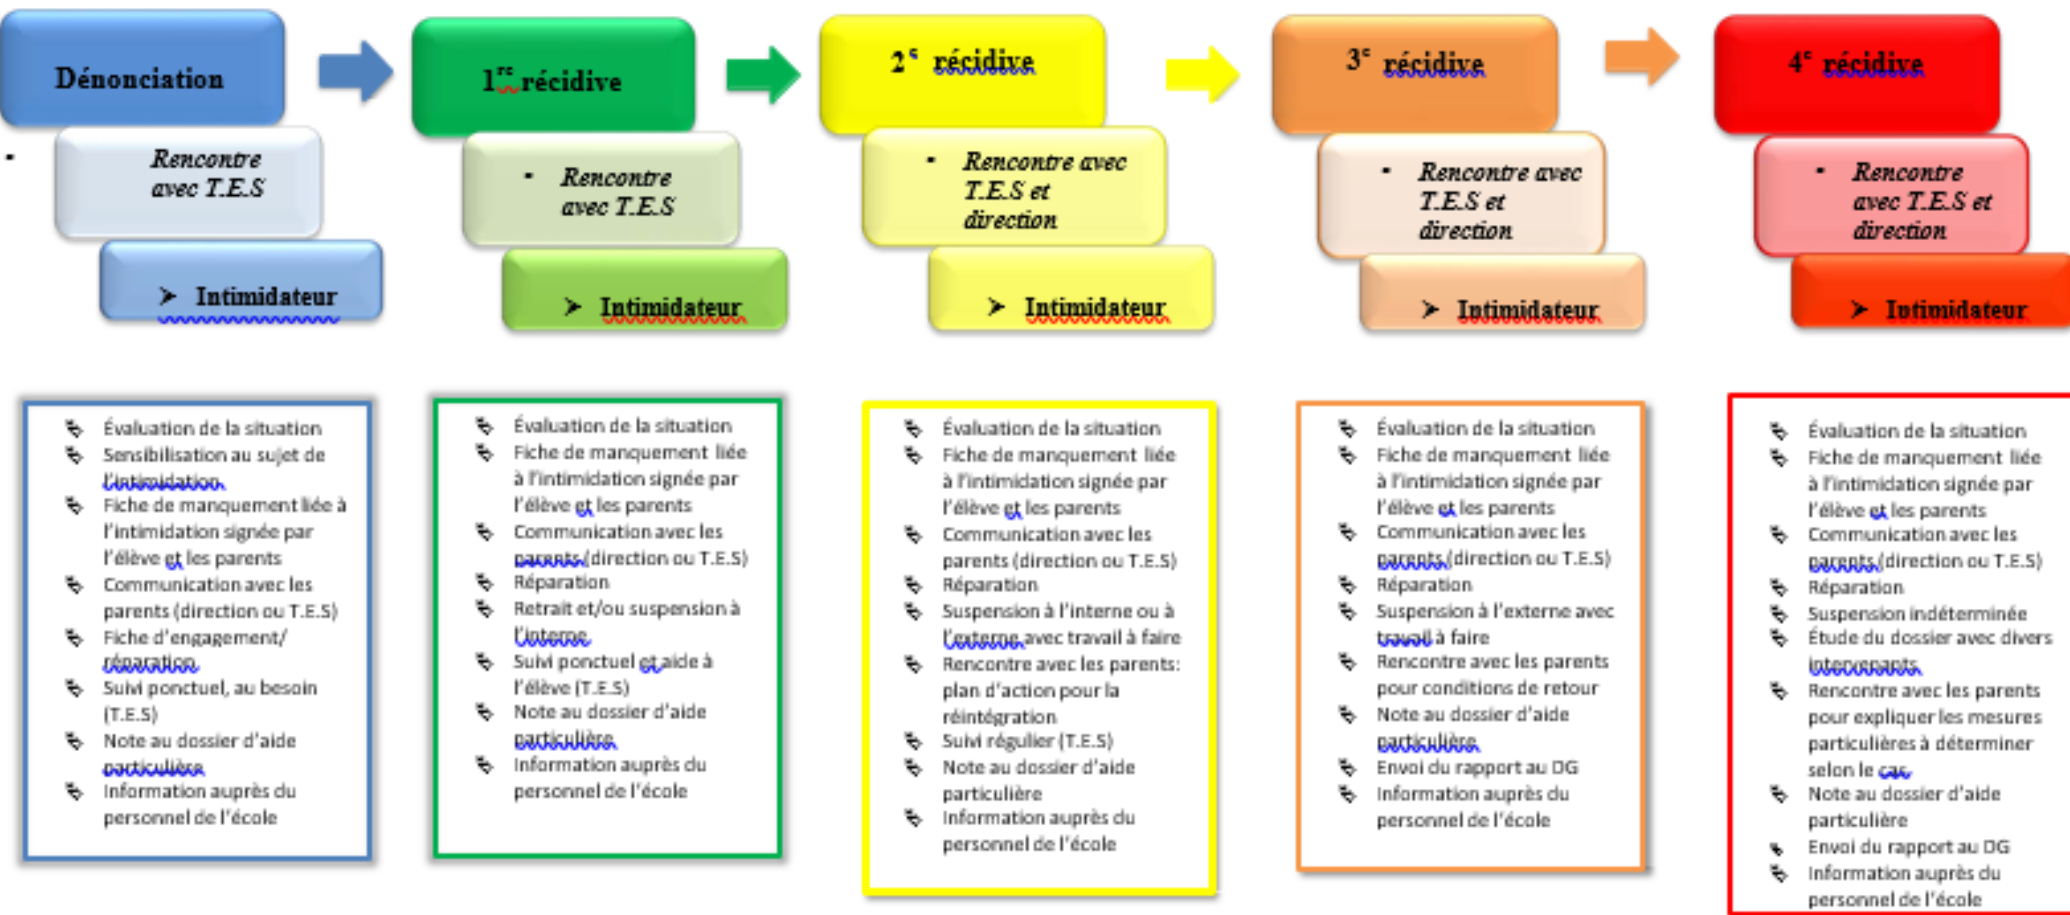 Dénonciation
Rencontre
avec T.E.S
➢ Intimidateur
Évaluation de la situation
Sensibilisation au sujet de
l'intimidation
Fiche de manquement liée à
l'intimidation signée par
l'élève et les parents
Communication avec les
parents (direction ou T.E.S)
Fiche d'engagement/
réparation
Suivi ponctuel, au besoin
(T.E.S)
Note au dossier d'aide
particulière
Information auprès du
personnel de l'école
1re récidive
▪ Rencontre
avec T.E.S
➢ Intimidateur
Évaluation de la situation
Fiche de manquement liée
à l'intimidation signée par
l'élève et les parents
Communication avec les
parents (direction ou T.E.S)
Réparation
Retrait et/ou suspension à
l'interne
Suivi ponctuel et aide à
l'élève (T.E.S)
Note au dossier d'aide
particulière
Information auprès du
personnel de l'école
2e récidive
▪ Rencontre avec
T.E.S et
direction
➢ Intimidateur
Évaluation de la situation
Fiche de manquement liée
à l'intimidation signée par
l'élève et les parents
Communication avec les
parents (direction ou T.E.S)
Réparation
Suspension à l'interne ou à
l'externe avec travail à faire
Rencontre avec les parents:
plan d'action pour la
réintégration
Suivi régulier (T.E.S)
Note au dossier d'aide
particulière
Information auprès du
personnel de l'école
3e récidive
▪ Rencontre avec
T.E.S et
direction
➢ Intimidateur
Évaluation de la situation
Fiche de manquement liée
à l'intimidation signée par
l'élève et les parents
Communication avec les
parents (direction ou T.E.S)
Réparation
Suspension à l'externe avec
travail à faire
Rencontre avec les parents
pour conditions de retour
Note au dossier d'aide
particulière
Envoi du rapport au DG
Information auprès du
personnel de l'école
4e récidive
▪ Rencontre
avec T.E.S et
direction
➢ Intimidateur
Évaluation de la situation
Fiche de manquement liée
à l'intimidation signée par
l'élève et les parents
Communication avec les
parents (direction ou T.E.S)
Réparation
Suspension indéterminée
Étude du dossier avec divers
intervenants
Rencontre avec les parents
pour expliquer les mesures
particulières à déterminer
selon le cas
Note au dossier d'aide
particulière
Envoi du rapport au DG
Information auprès du
personnel de l'école